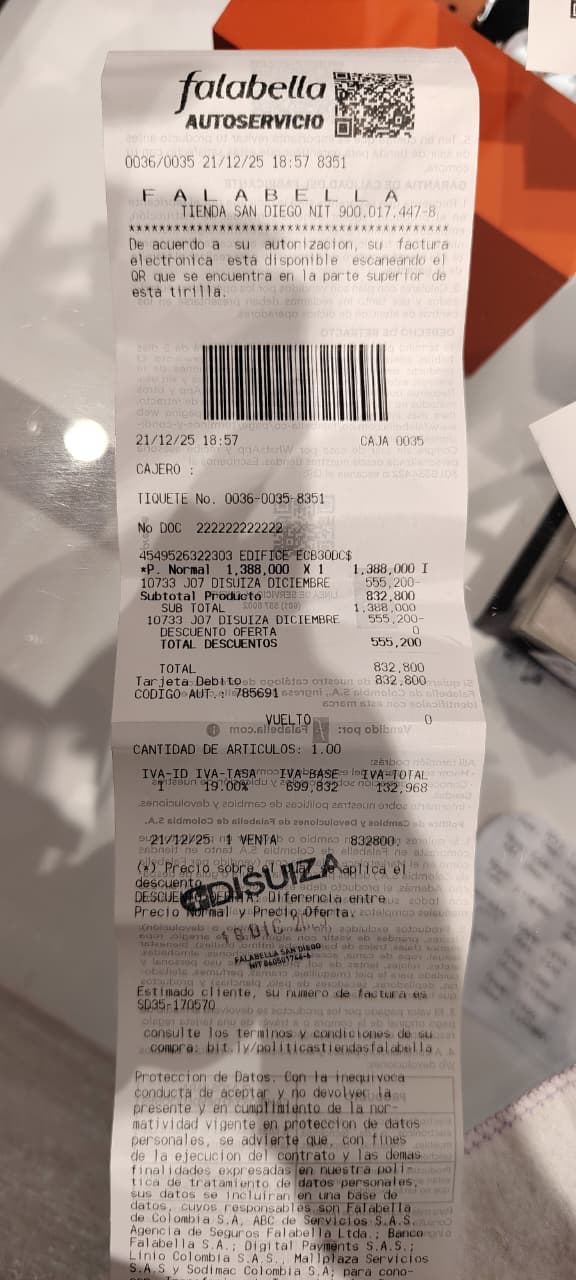 falabella
AUTOSERVICIO
0036/0035 21/12/25 18:57 8351
F A L A B E L L A
TIENDA SAN DIEGO NIT 900.017.447-8
*****************************************
De acuerdo a su autorizacion, su factura
electronica esta disponible escaneando el
QR que se encuentra en la parte superior de
esta tirilla.
21/12/25 18:57 CAJA 0035
CAJERO :
TIQUETE No. 0036-0035-8351
No DOC 222222222222
4549526322303 EDIFICE ECB30DC$
*P. Normal 1,388,000 X 1 1,388,000 I
10733 J07 DISUIZA DICIEMBRE 555,200-
Subtotal Producto 832,800
SUB TOTAL 1,388,000
10733 J07 DISUIZA DICIEMBRE 555,200-
DESCUENTO OFERTA 0
TOTAL DESCUENTOS 555,200
TOTAL 832,800
Tarjeta Debito 832,800
CODIGO AUT.: 785691
VUELTO 0
CANTIDAD DE ARTICULOS: 1.00
IVA-ID IVA-TASA IVA-BASE IVA-TOTAL
1 19.00% 699,832 132,968
21/12/25 1 VENTA 832800
(*) Precio sobre el se aplica el
descuento.
Diferencia entre
Precio Normal y Precio Oferta.
DISUIZA
DIC
FALABELLA SAN DIEGO
Estimado cliente, su numero de factura es
SD35-170570
consulte los terminos y condiciones de su
compra: bit.ly/politicastiendasfalabella
Proteccion de Datos. Con la inequivoca
conducta de aceptar y no devolver la
presente y en cumplimiento de la nor-
matividad vigente en proteccion de datos
personales, se advierte que, con fines
de la ejecucion del contrato y las demas
finalidades expresadas en nuestra poli-
tica de tratamiento de datos personales,
sus datos se incluiran en una base de
datos, cuyos responsables son Falabella
de Colombia S.A, ABC de Servicios S.A.S.
Agencia de Seguros Falabella Ltda.; Banco
Falabella S.A.; Digital Payments S.A.S.;
Linio Colombia S.A.S., Mallplaza Servicios
S.A.S y Sodimac Colombia S.A; para cono-